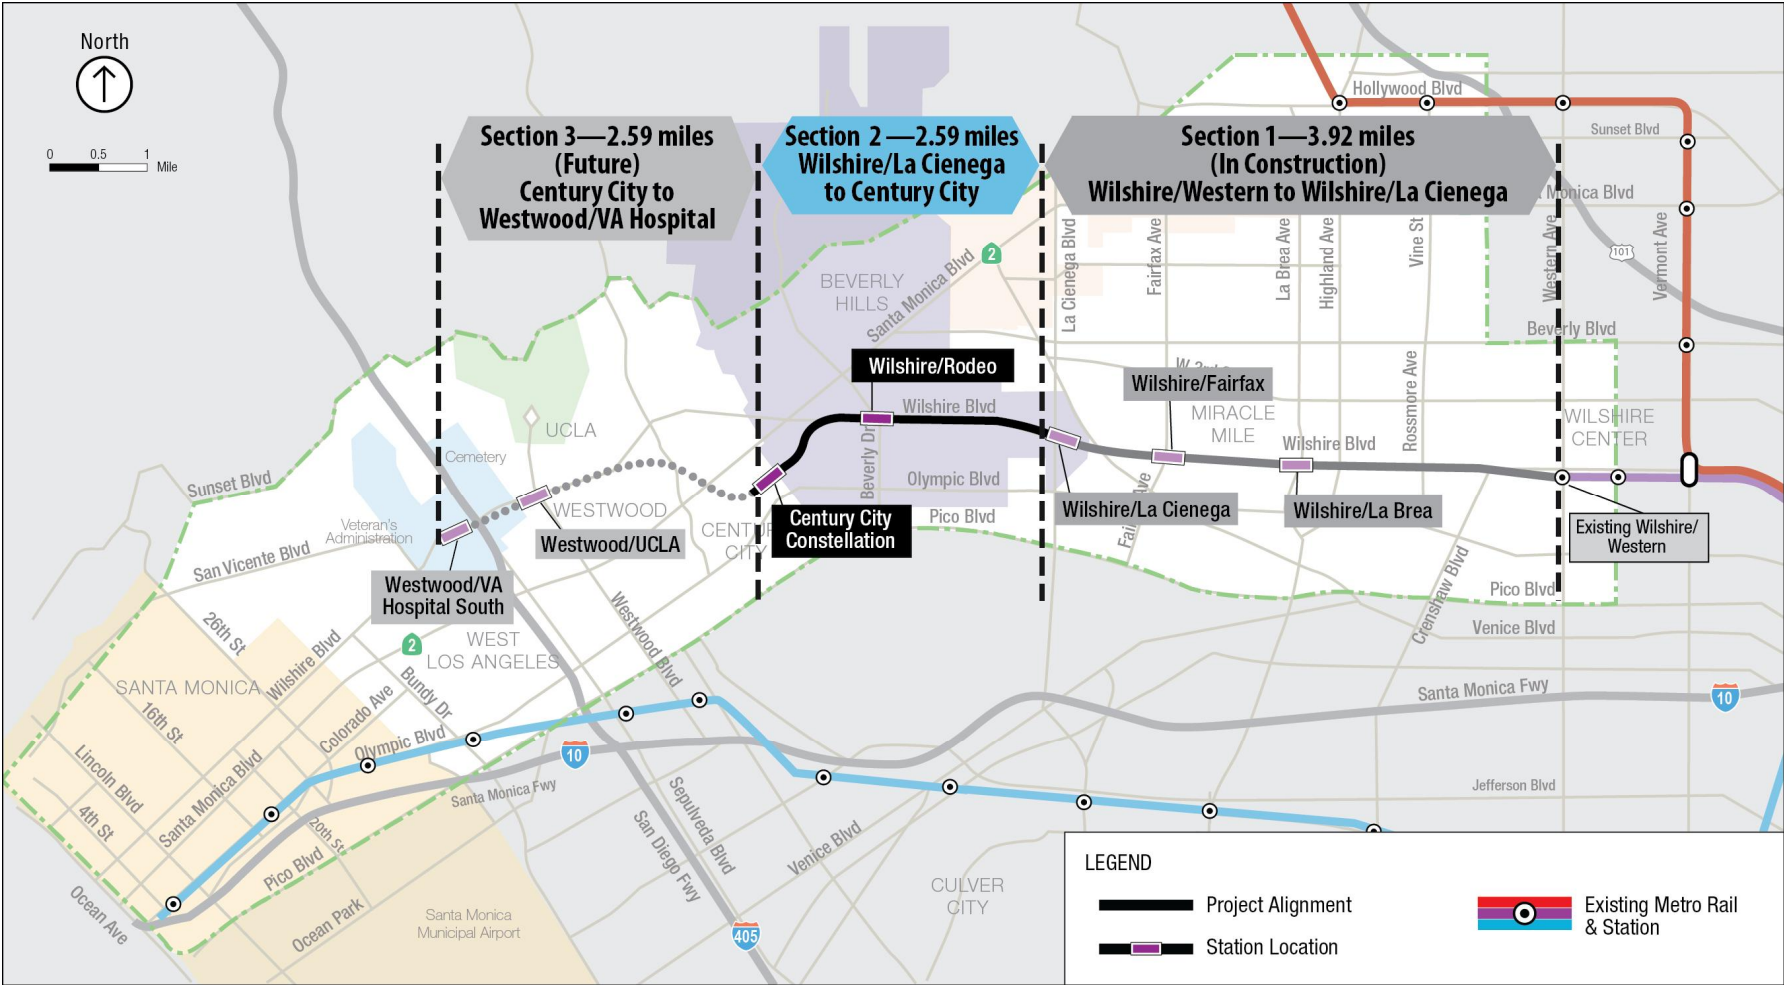 North
0 0.5 1
Mile
Section 3—2.59 miles
(Future)
Century City to
Westwood/VA Hospital
Section 2—2.59 miles
Wilshire/La Cienega
to Century City
Section 1—3.92 miles
(In Construction)
Wilshire/Western to Wilshire/La Cienega
Hollywood Blvd
Sunset Blvd
Monica Blvd
101
Vermont Ave
Western Ave
Vine St
Highland Ave
La Brea Ave
Fairfax Ave
La Cienega Blvd
2
Santa Monica Blvd
BEVERLY
HILLS
Beverly Blvd
Wilshire/Rodeo
Wilshire/Fairfax
Wilshire Blvd
MIRACLE
MILE
Rossmore Ave
WILSHIRE
CENTER
Wilshire Blvd
UCLA
Cemetery
Beverly Dr
Olympic Blvd
Sunset Blvd
WESTWOOD
Pico Blvd
Wilshire/La Cienega
Wilshire/La Brea
Existing Wilshire/
Western
Century City
Constellation
CITY
Veteran's
Administration
Westwood/UCLA
San Vicente Blvd
Westwood/VA
Hospital South
Pico Blvd
Crenshaw Blvd
Venice Blvd
26th St
Wilshire Blvd
2
WEST
LOS ANGELES
Westwood Blvd
SANTA MONICA
Bundy Dr
Colorado Ave
16th St
Olympic Blvd
Santa Monica Fwy
10
10
Lincoln Blvd
Santa Monica Blvd
Santa Monica Fwy
Jefferson Blvd
4th St
20th St
Pico Blvd
Sepulveda Blvd
San Diego Fwy
Venice Blvd
Ocean Ave
Ocean Park
Santa Monica
Municipal Airport
405
CULVER
CITY
LEGEND
Project Alignment
Station Location
Existing Metro Rail
& Station